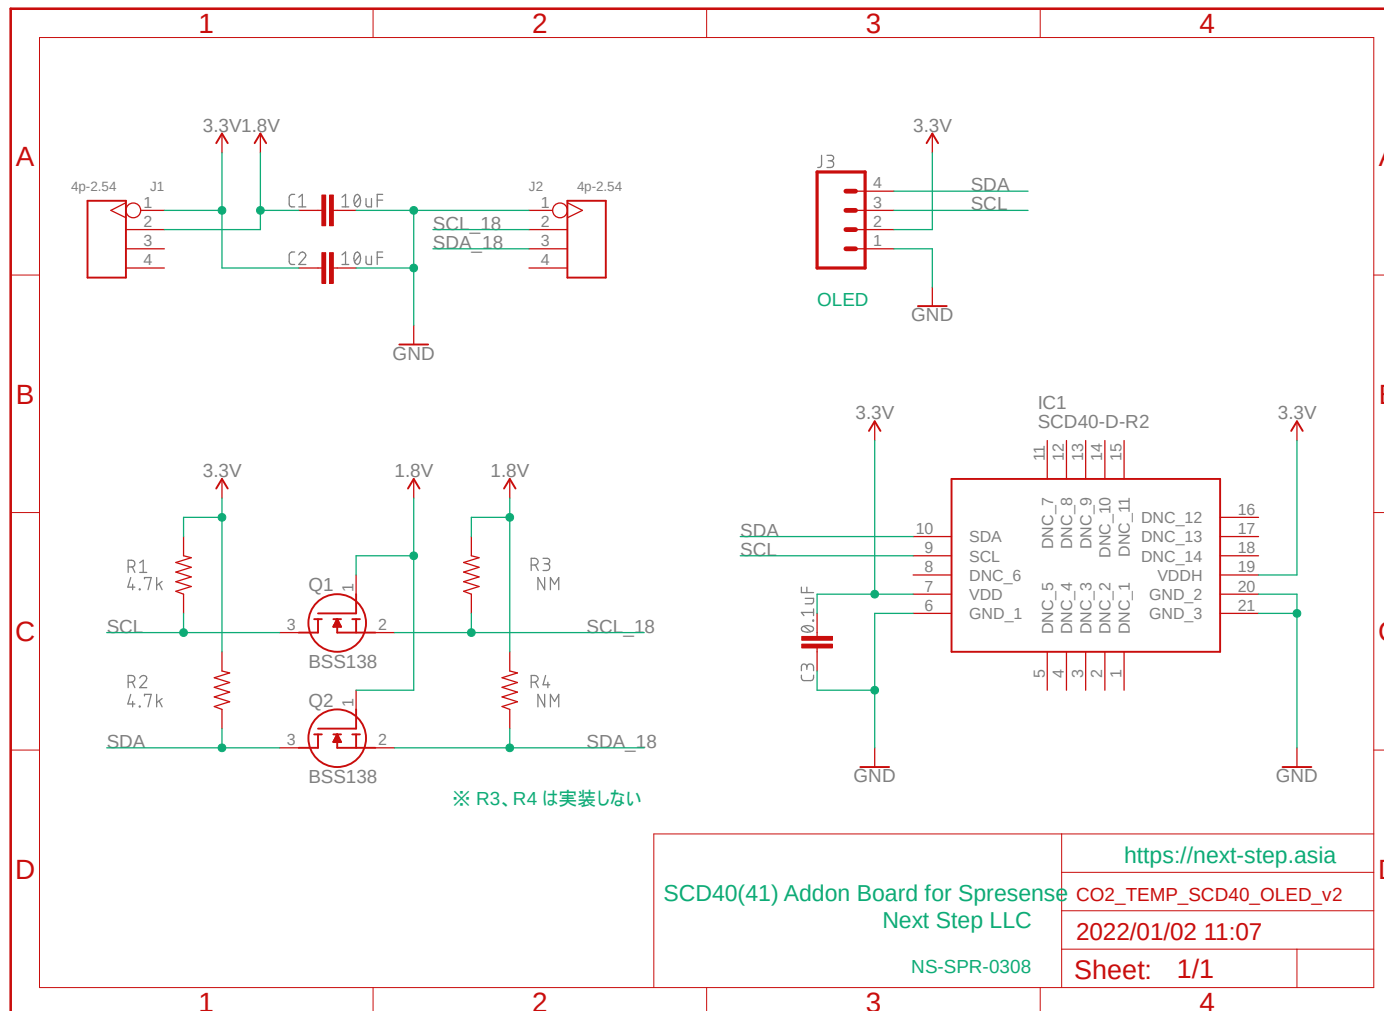 1 2 3 4
A
A
3.3V 1.8V
3.3V
4p-2.54 J1
J2 4p-2.54
J3
1
2
3
4
C1 10uF
C2 10uF
SCL_18
SDA_18
1
2
3
4
GND
4 SDA
3 SCL
2
1
OLED
GND
B
3.3V
1.8V
1.8V
R1
4.7k
R3
NM
Q1
1
SCL
3
2
SCL_18
BSS138
R2
4.7k
R4
NM
Q2
1
SDA
3
2
SDA_18
BSS138
※ R3、R4 は実装しない
C
3.3V
IC1
SCD40-D-R2
3.3V
11
12
13
14
15
DNC_7
DNC_8
DNC_9
DNC_10
DNC_11
SDA
SCL
10 SDA
9 SCL
8 DNC_6
7 VDD
6 GND_1
DNC_12 16
DNC_13 17
DNC_14 18
VDDH 19
GND_2 20
GND_3 21
DNC_5
DNC_4
DNC_3
DNC_2
DNC_1
5
4
3
2
1
0.1uF
C3
GND
GND
D
SCD40(41) Addon Board for Spresense
Next Step LLC
NS-SPR-0308
https://next-step.asia
CO2_TEMP_SCD40_OLED_v2
2022/01/02 11:07
Sheet: 1/1
1 2 3 4